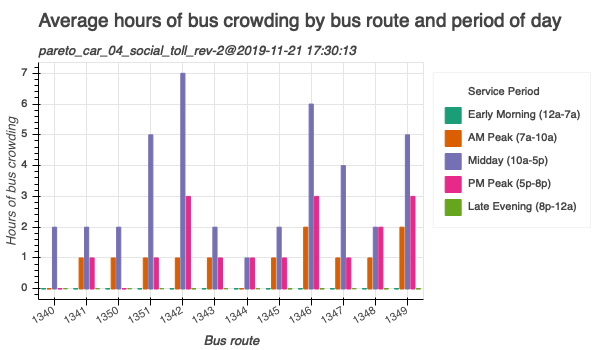 Average hours of bus crowding by bus route and period of day
pareto_car_04_social_toll_rev-2@2019-11-21 17:30:13
7
6
5
4
3
2
1
0
Hours of bus crowding
1340
1341
1350
1351
1342
1343
1344
1345
1346
1347
1348
1349
Bus route
Service Period
Early Morning (12a-7a)
AM Peak (7a-10a)
Midday (10a-5p)
PM Peak (5p-8p)
Late Evening (8p-12a)